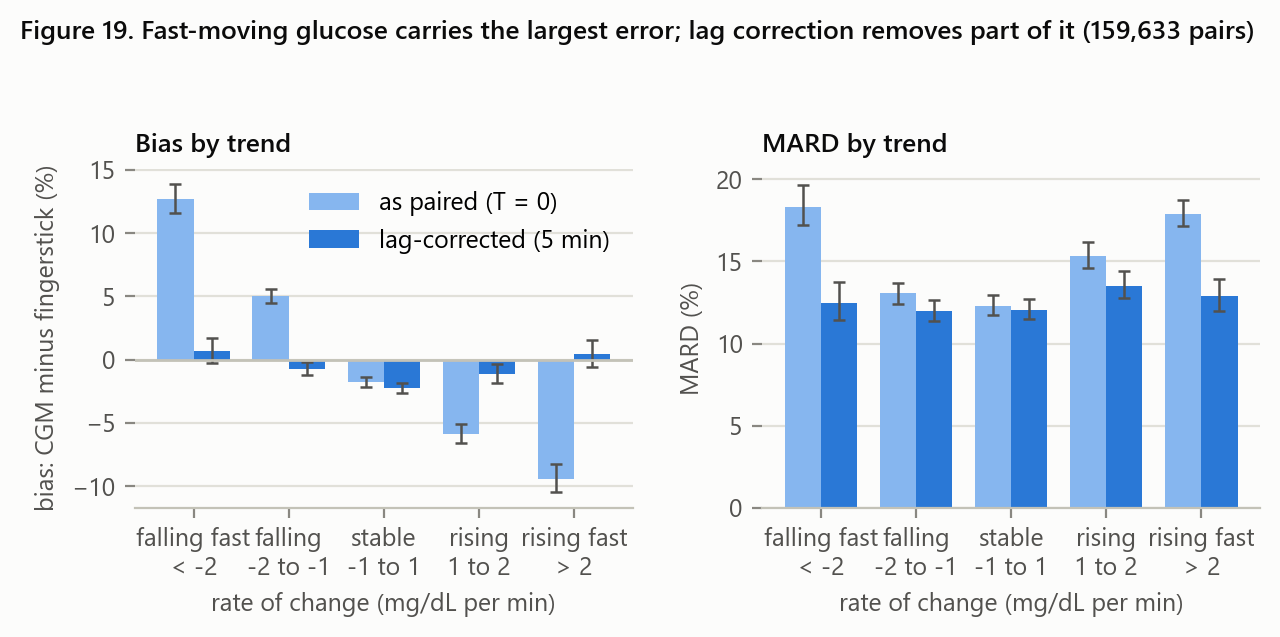 Figure 19. Fast-moving glucose carries the largest error; lag correction removes part of it (159,633 pairs)
Bias by trend
bias: CGM minus fingerstick (%)
15
10
5
0
−5
−10
as paired (T = 0)
lag-corrected (5 min)
falling fast falling stable rising rising fast
< -2 -2 to -1 -1 to 1 1 to 2 > 2
rate of change (mg/dL per min)
MARD by trend
MARD (%)
20
15
10
5
0
falling fast falling stable rising rising fast
< -2 -2 to -1 -1 to 1 1 to 2 > 2
rate of change (mg/dL per min)